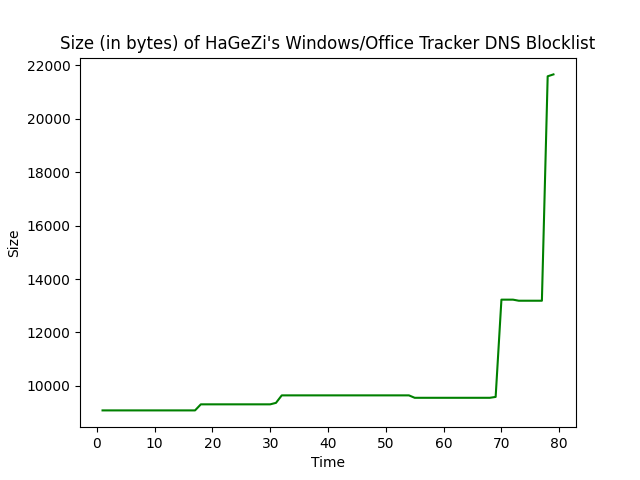 Size (in bytes) of HaGeZi's Windows/Office Tracker DNS Blocklist
22000
20000
18000
16000
14000
12000
10000
Size
0 10 20 30 40 50 60 70 80
Time